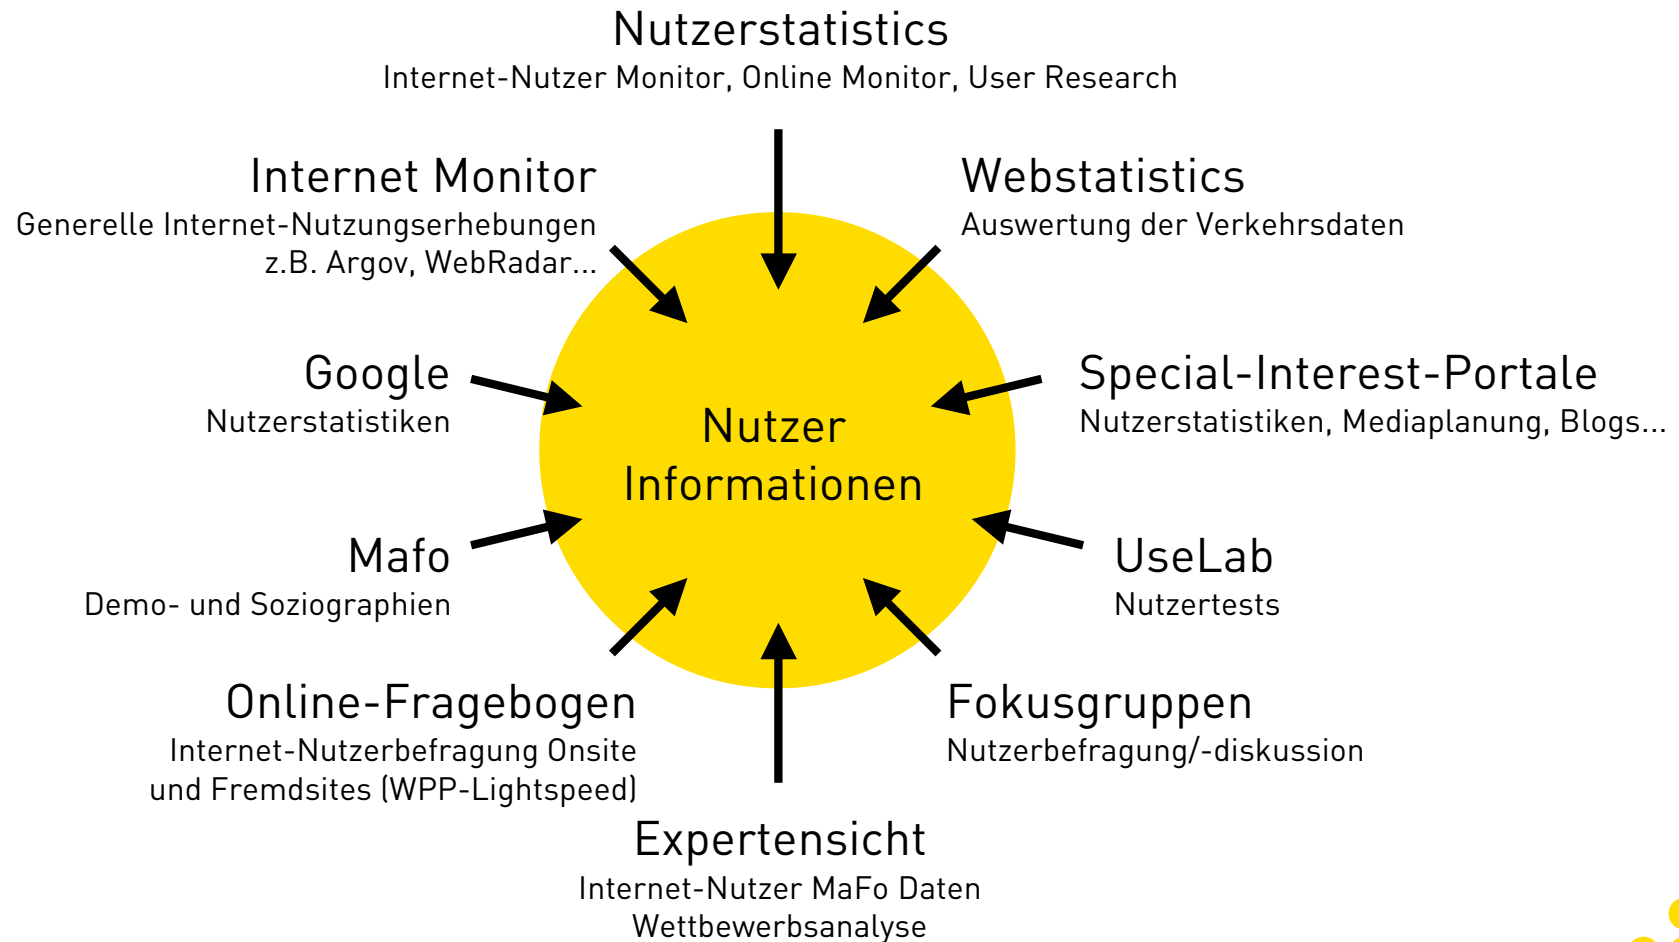 Nutzerstatistics
Internet-Nutzer Monitor, Online Monitor, User Research
Internet Monitor
Generelle Internet-Nutzungserhebungen
z.B. Argov, WebRadar...
Webstatistics
Auswertung der Verkehrsdaten
Google
Nutzerstatistiken
Special-Interest-Portale
Nutzerstatistiken, Mediaplanung, Blogs...
Nutzer
Informationen
Mafo
Demo- und Soziographien
UseLab
Nutzertests
Online-Fragebogen
Internet-Nutzerbefragung Onsite
und Fremdsites (WPP-Lightspeed)
Fokusgruppen
Nutzerbefragung/-diskussion
Expertensicht
Internet-Nutzer MaFo Daten
Wettbewerbsanalyse